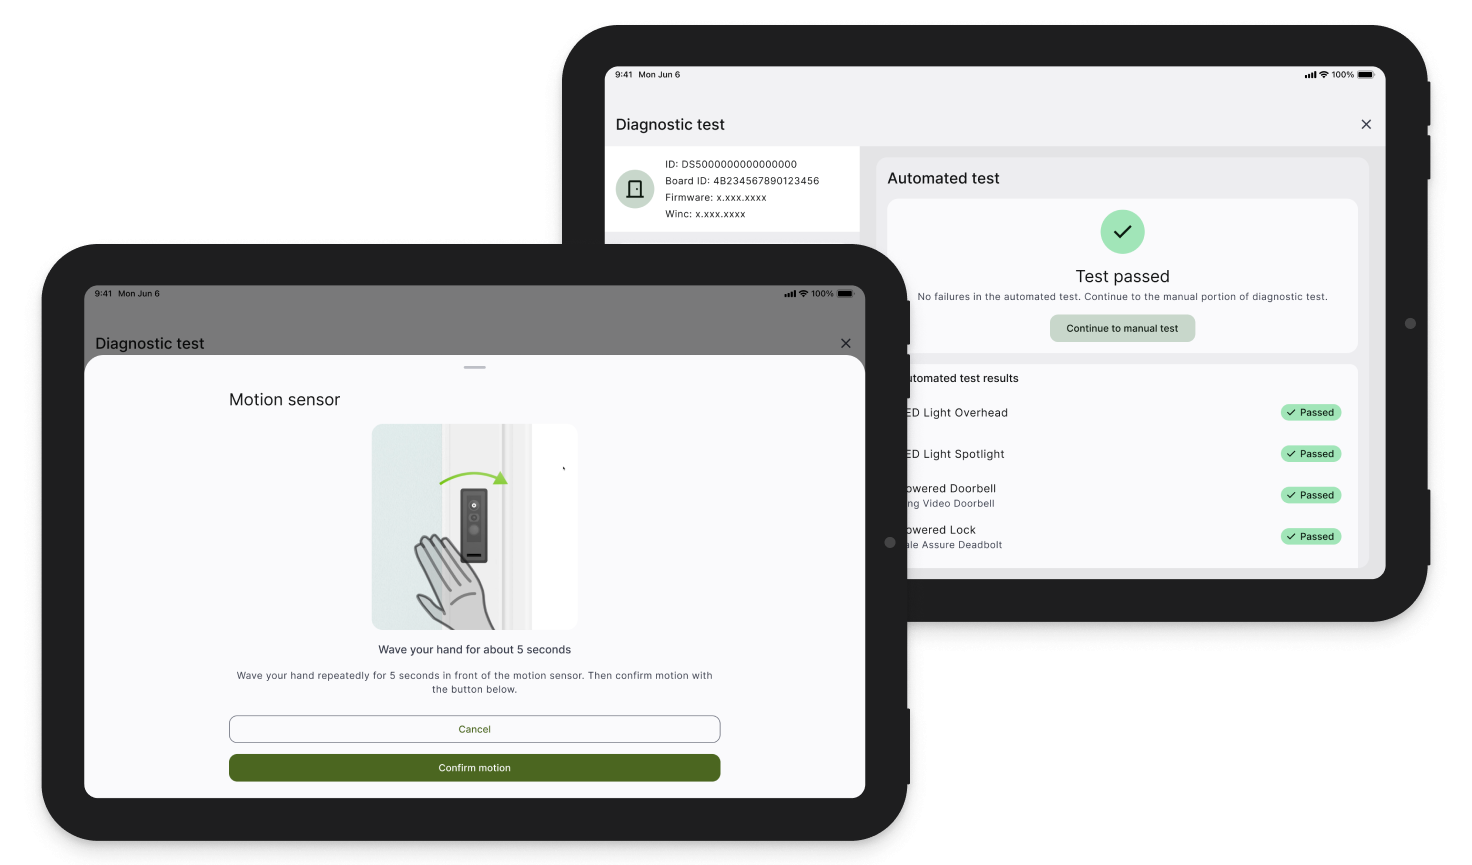 9:41 Mon Jun 6
100%
Diagnostic test
ID: DS5000000000000000
Board ID: 4B234567890123456
Firmware: x.xxx.xxxx
Winc: x.xxx.xxxx
Automated test
Test passed
No failures in the automated test. Continue to the manual portion of diagnostic test.
Continue to manual test
utomated test results
ED Light Overhead
Passed
ED Light Spotlight
Passed
owered Doorbell
ng Video Doorbell
Passed
owered Lock
ale Assure Deadbolt
Passed
9:41 Mon Jun 6
100%
Diagnostic test
Motion sensor
Wave your hand for about 5 seconds
Wave your hand repeatedly for 5 seconds in front of the motion sensor. Then confirm motion with
the button below.
Cancel
Confirm motion